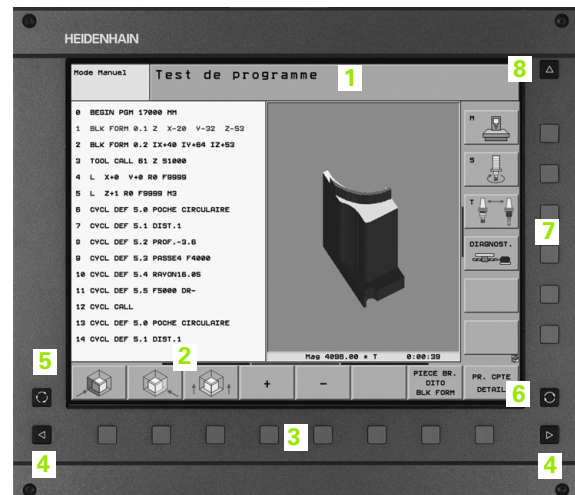 HEIDENHAIN
Mode Manuel
Test de programme
1
8
0 BEGIN PGM 17000 MM
1 BLK FORM 0.1 Z X-20 Y-32 Z-53
2 BLK FORM 0.2 IX+40 IY+64 IZ+53
3 TOOL CALL 61 Z S1000
4 L X+0 Y+0 R0 F9999
5 L Z+1 R0 F9999 M3
6 CYCL DEF 5.0 POCHE CIRCULAIRE
7 CYCL DEF 5.1 DIST.1
8 CYCL DEF 5.2 PROF.-3.6
9 CYCL DEF 5.3 PASSE4 F4000
10 CYCL DEF 5.4 RAYON16.05
11 CYCL DEF 5.5 F5000 DR-
12 CYCL CALL
13 CYCL DEF 5.0 POCHE CIRCULAIRE
14 CYCL DEF 5.1 DIST.1
M
S
T
7
DIAGNOST.
Mag 4096.00 * T 0:00:39
5
2
+
-
PIECE BR.
DITO
BLK FORM
PR. CPTE
DETAIL
6
3
4
4